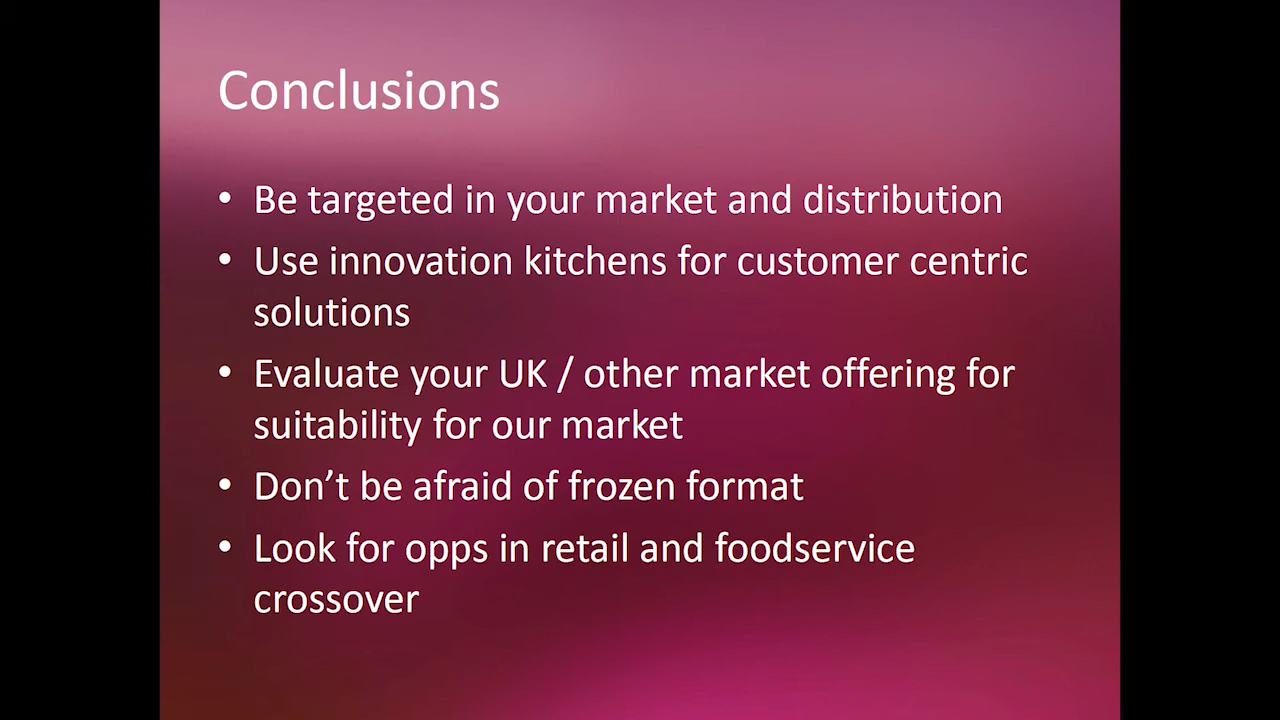 Conclusions
• Be targeted in your market and distribution
• Use innovation kitchens for customer centric
solutions
• Evaluate your UK / other market offering for
suitability for our market
• Don’t be afraid of frozen format
• Look for opps in retail and foodservice
crossover